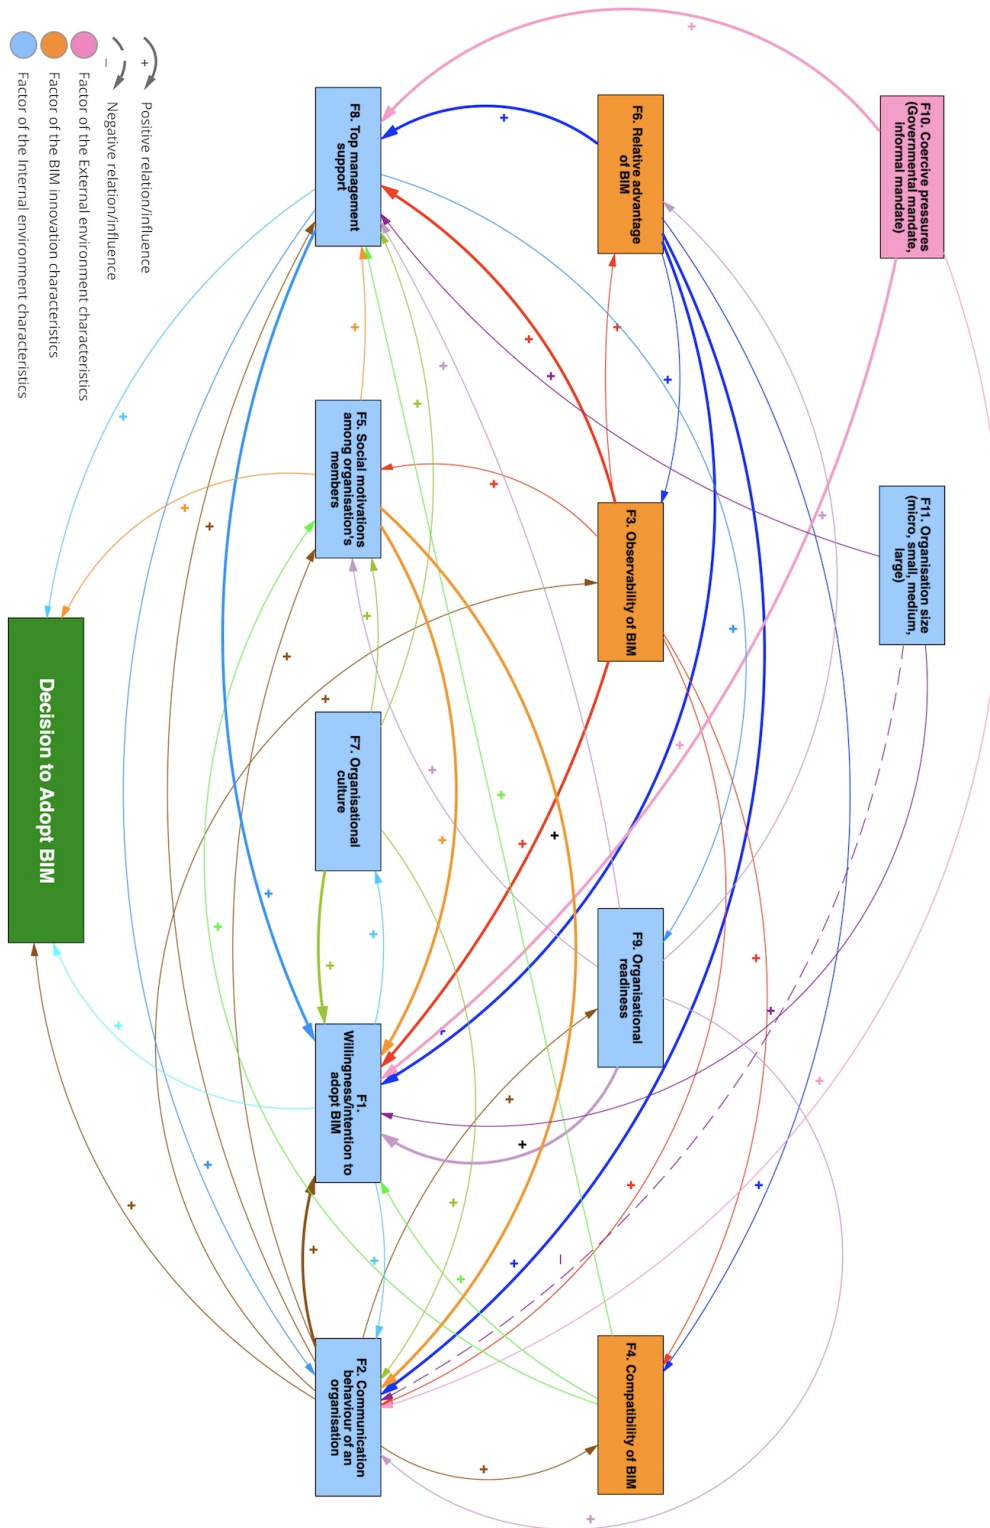 F10. Coercive pressures
(Governmental mandate,
informal mandate)
F11. Organisation size
(micro, small, medium,
large)
F6. Relative advantage
of BIM
F3. Observability of BIM
F9. Organisational
readiness
F4. Compatibility of BIM
F8. Top management
support
F5. Social motivations
among organisation's
members
F7. Organisational
culture
F1.
Willingness/intention to
adopt BIM
F2. Communication
behaviour of an
organisation
Decision to Adopt BIM
+ Positive relation/influence
– Negative relation/influence
Factor of the External environment characteristics
Factor of the BIM innovation characteristics
Factor of the Internal environment characteristics